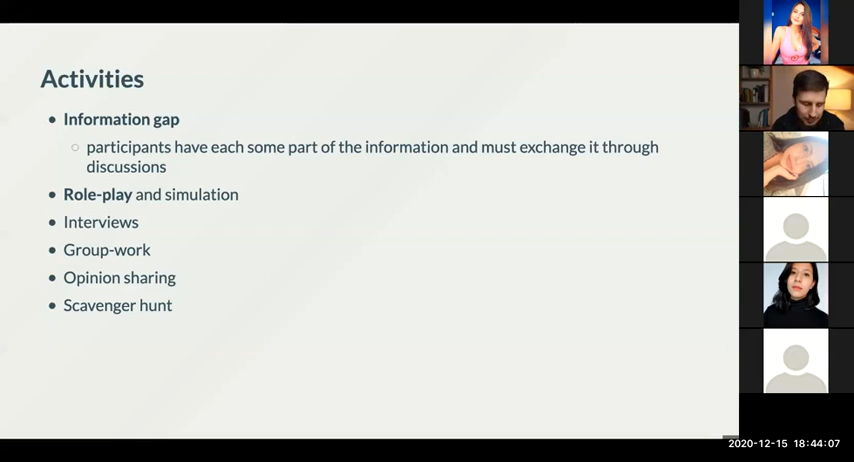 Activities
• Information gap
○ participants have each some part of the information and must exchange it through
discussions
• Role-play and simulation
• Interviews
• Group-work
• Opinion sharing
• Scavenger hunt
2020-12-15 18:44:07